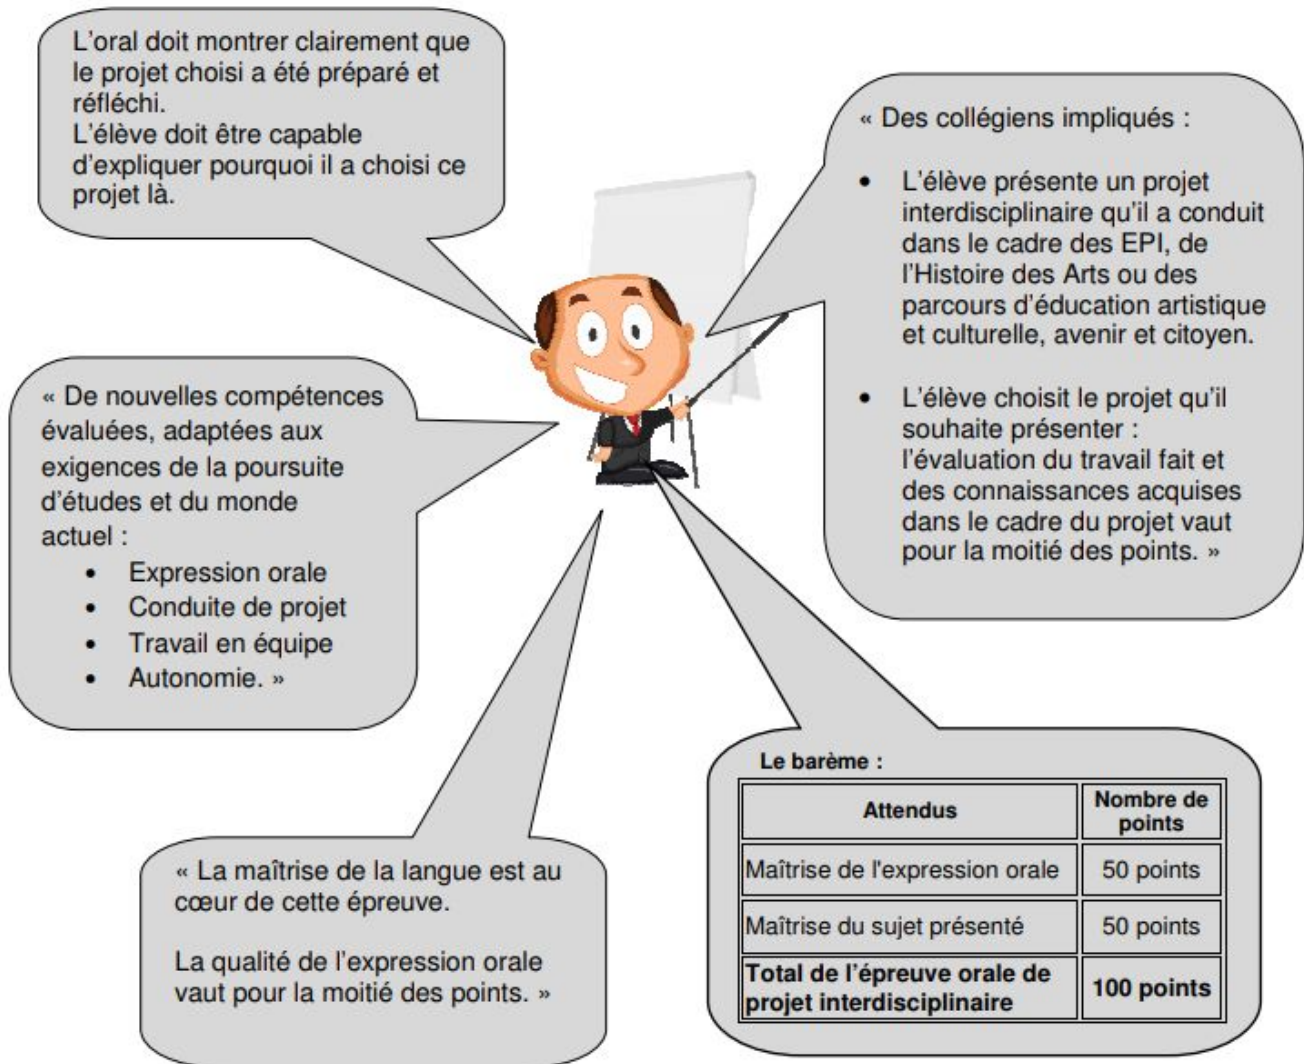 L'oral doit montrer clairement que
le projet choisi a été préparé et
réfléchi.
L'élève doit être capable
d'expliquer pourquoi il a choisi ce
projet là.
« Des collégiens impliqués :
• L'élève présente un projet
interdisciplinaire qu'il a conduit
dans le cadre des EPI, de
l'Histoire des Arts ou des
parcours d'éducation artistique
et culturelle, avenir et citoyen.
• L'élève choisit le projet qu'il
souhaite présenter :
l'évaluation du travail fait et
des connaissances acquises
dans le cadre du projet vaut
pour la moitié des points. »
« De nouvelles compétences
évaluées, adaptées aux
exigences de la poursuite
d'études et du monde
actuel :
• Expression orale
• Conduite de projet
• Travail en équipe
• Autonomie. »
« La maîtrise de la langue est au
cœur de cette épreuve.
La qualité de l'expression orale
vaut pour la moitié des points. »
Le barème :
Attendus
Nombre de
points
Maîtrise de l'expression orale
50 points
Maîtrise du sujet présenté
50 points
Total de l'épreuve orale de
projet interdisciplinaire
100 points